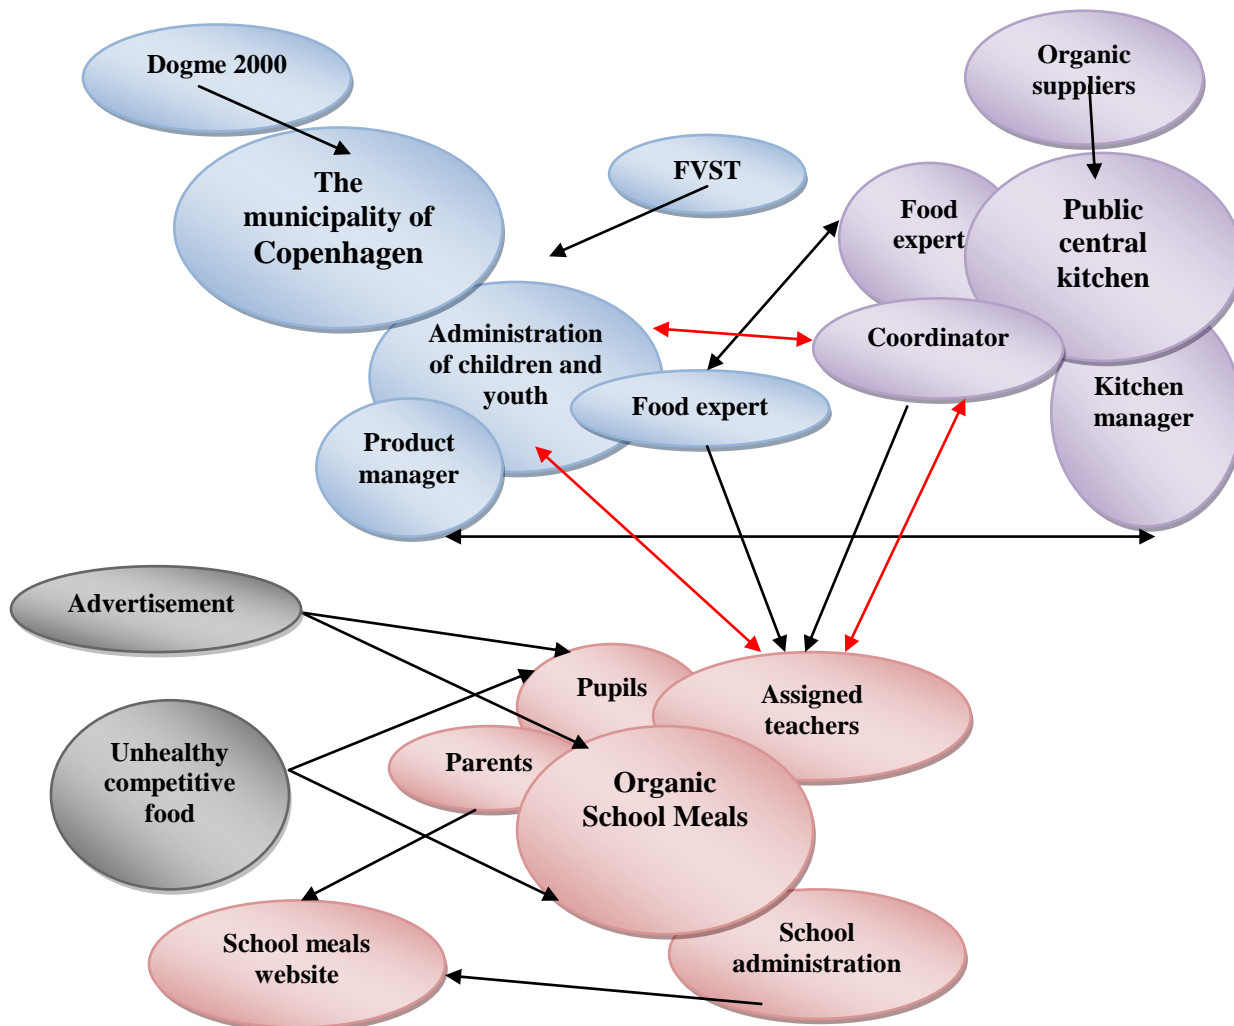 Dogme 2000
Organic
suppliers
The
municipality of
Copenhagen
FVST
Food
expert
Public
central
kitchen
Administration
of children and
youth
Coordinator
Food expert
Kitchen
manager
Product
manager
Advertisement
Pupils
Assigned
teachers
Unhealthy
competitive
food
Parents
Organic
School Meals
School meals
website
School
administration